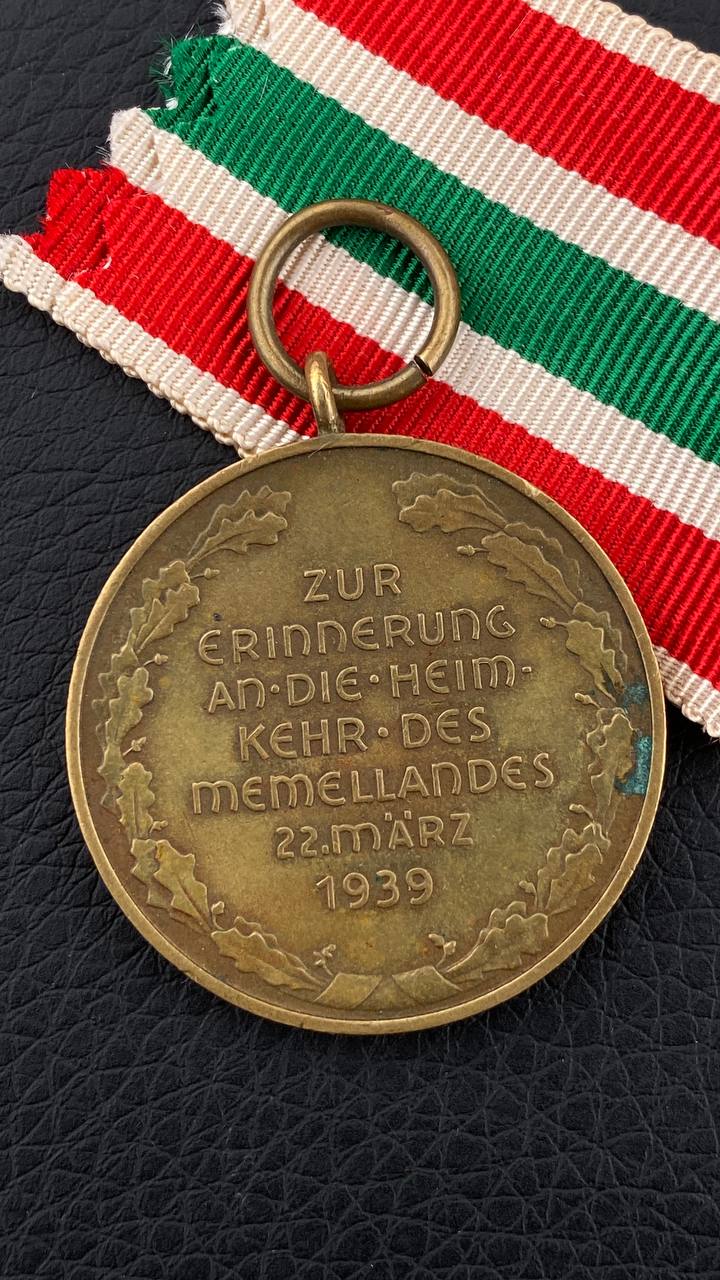 ZUR
ERINNERUNG
AN·DIE·HEIM-
KEHR·DES
MEMELLANDES
22.MÄRZ
1939